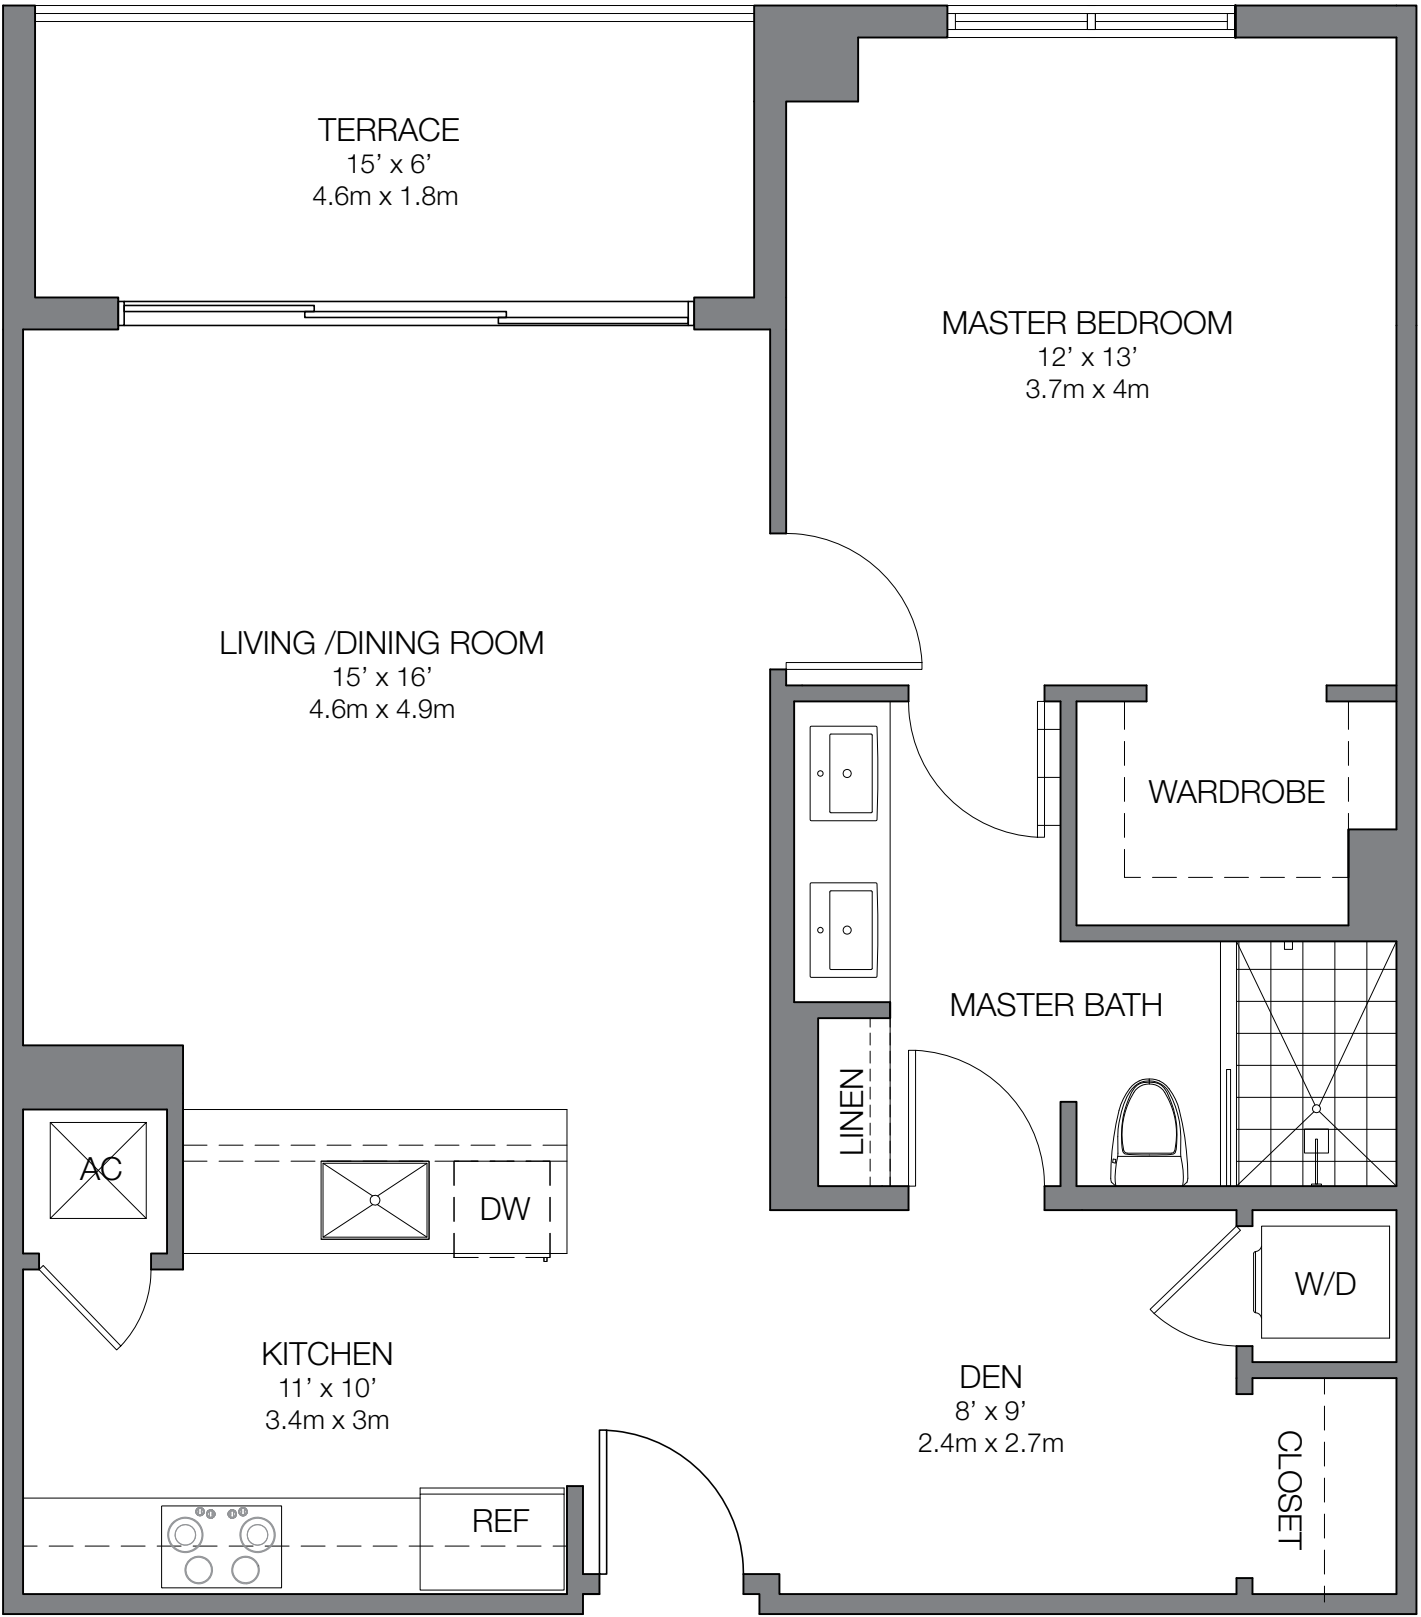 TERRACE
15’ x 6’
4.6m x 1.8m
MASTER BEDROOM
12’ x 13’
3.7m x 4m
LIVING /DINING ROOM
15’ x 16’
4.6m x 4.9m
WARDROBE
MASTER BATH
LINEN
AC
DW
W/D
KITCHEN
11’ x 10’
3.4m x 3m
DEN
8’ x 9’
2.4m x 2.7m
CLOSET
REF